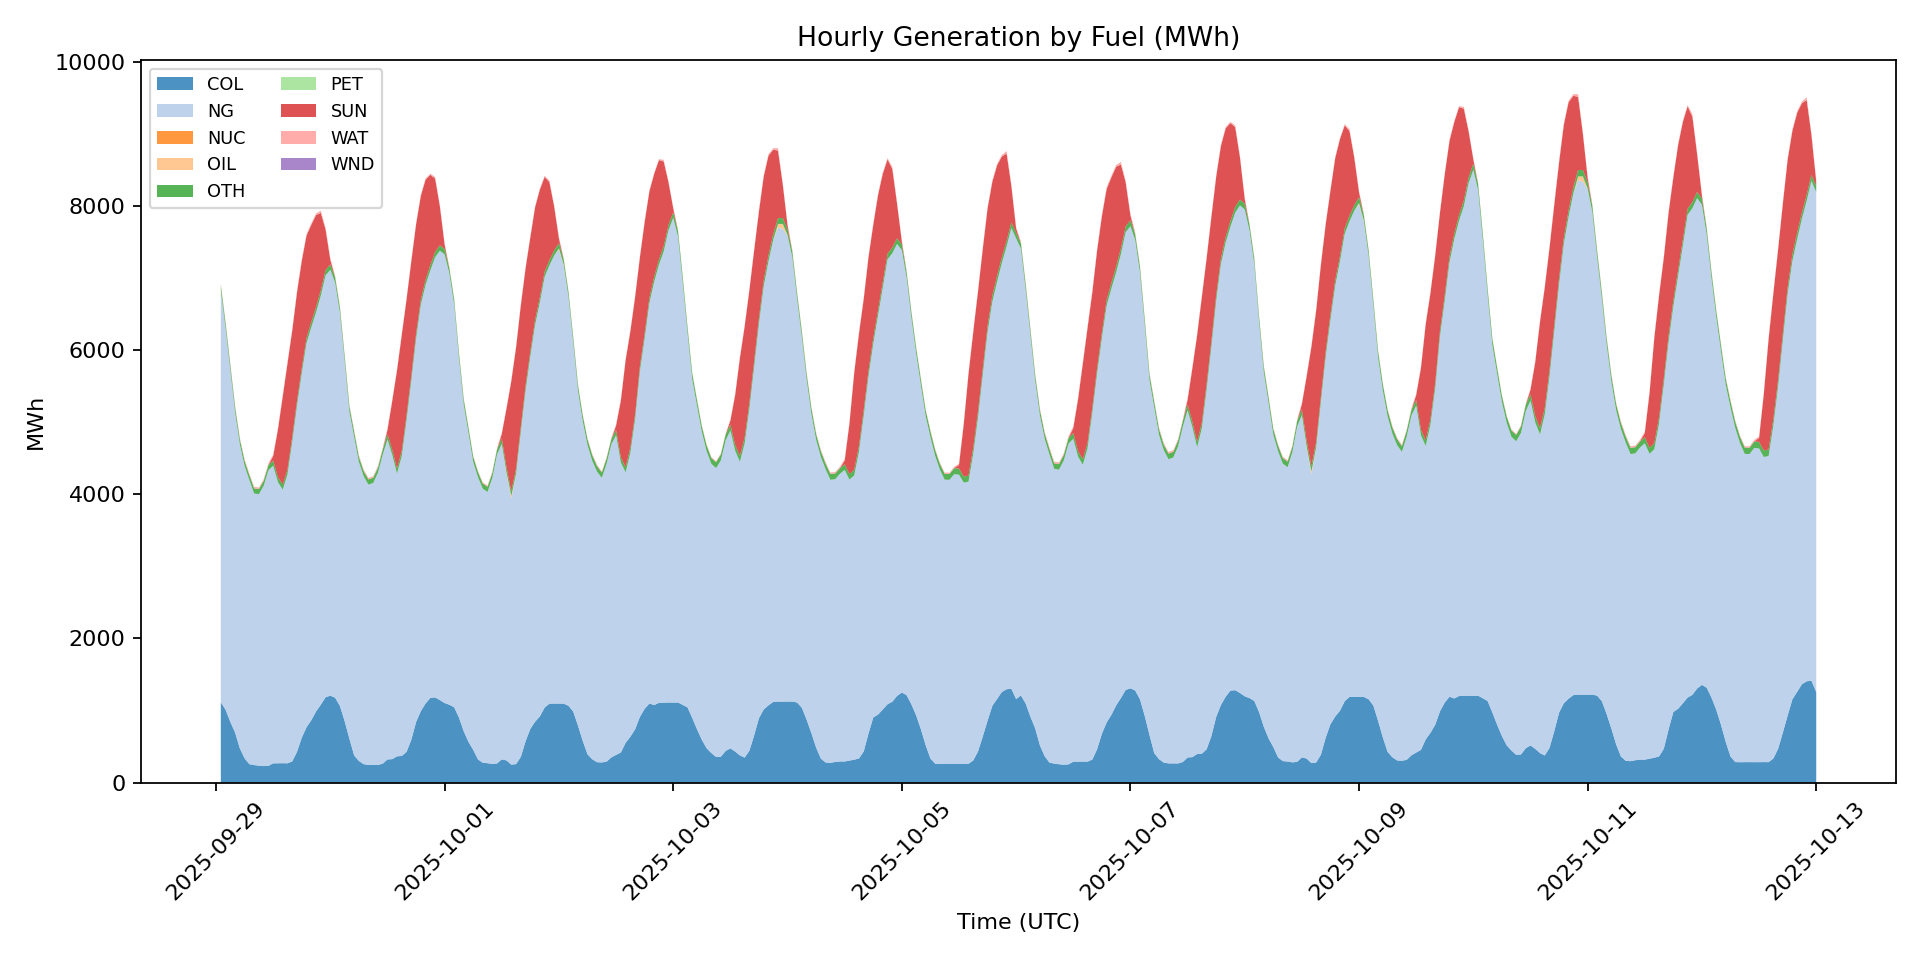 Hourly Generation by Fuel (MWh)
10000
8000
6000
4000
2000
0
MWh
COL
NG
NUC
OIL
OTH
PET
SUN
WAT
WND
2025-09-29
2025-10-01
2025-10-03
2025-10-05
2025-10-07
2025-10-09
2025-10-11
2025-10-13
Time (UTC)